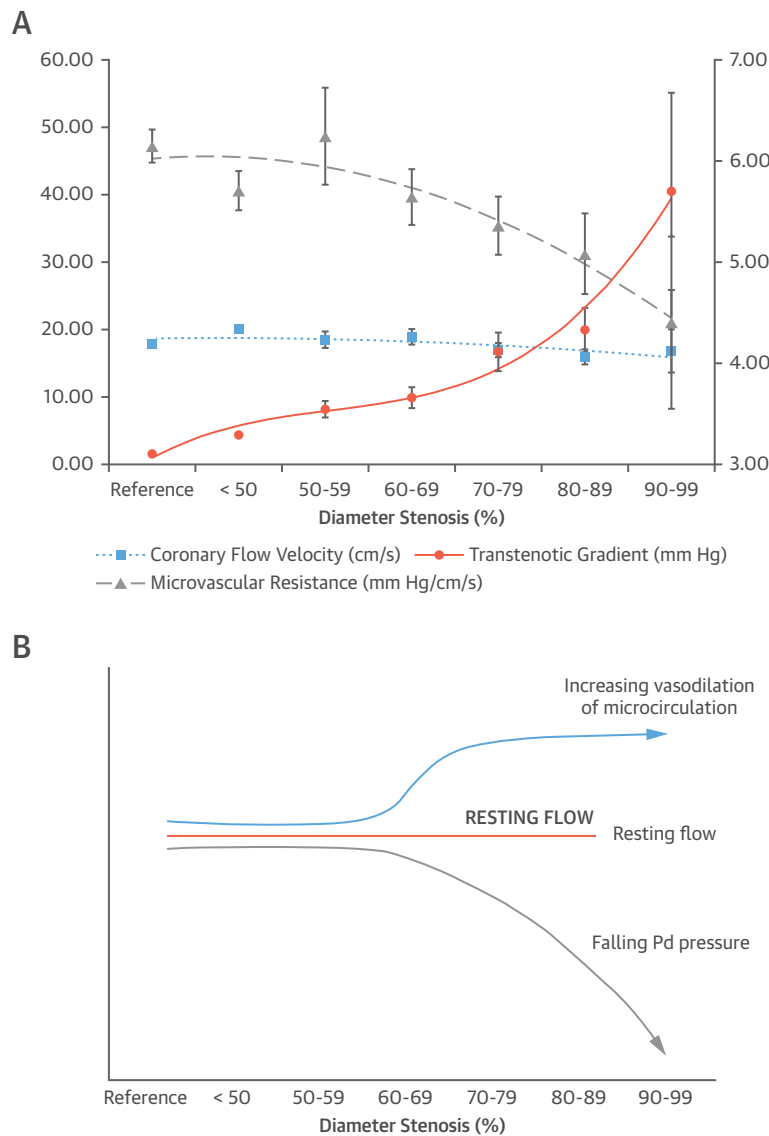 A
60.00
50.00
40.00
30.00
20.00
10.00
0.00
7.00
6.00
5.00
4.00
3.00
Reference < 50 50-59 60-69 70-79 80-89 90-99
Diameter Stenosis (%)
Coronary Flow Velocity (cm/s) Transtenotic Gradient (mm Hg)
Microvascular Resistance (mm Hg/cm/s)
B
Increasing vasodilation
of microcirculation
RESTING FLOW
Resting flow
Falling Pd pressure
Reference < 50 50-59 60-69 70-79 80-89 90-99
Diameter Stenosis (%)